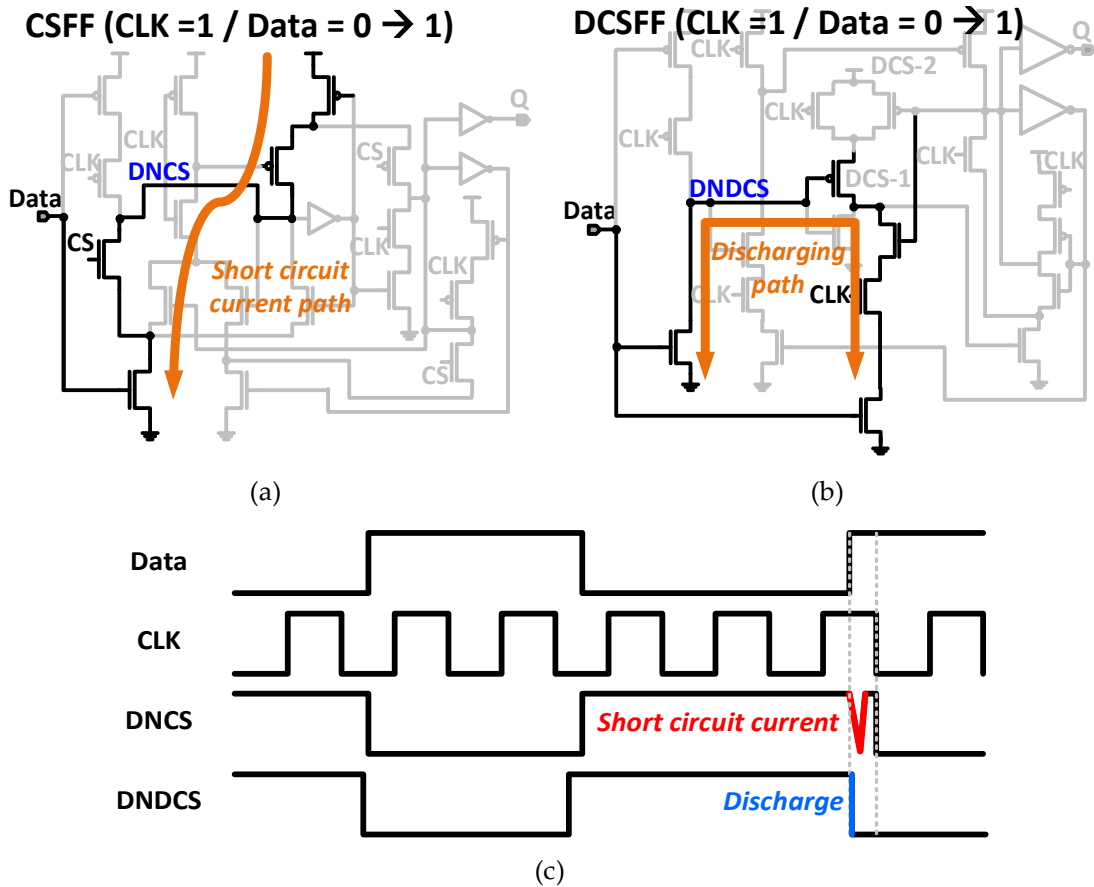 CSFF (CLK =1 / Data = 0 → 1)
DCSFF (CLK =1 / Data = 0 → 1)
CLK
DCS-2
Q
Q
CLK
CLK
CS
CLK
CLK
CLK
CLK
DNCS
DNDCS
DCS-1
Data
Data
CS
CLK
CLK
Short circuit
current path
Discharging
path
CLK
CLK
CS
(a)
(b)
Data
CLK
DNCS
Short circuit current
DNDCS
Discharge
(c)